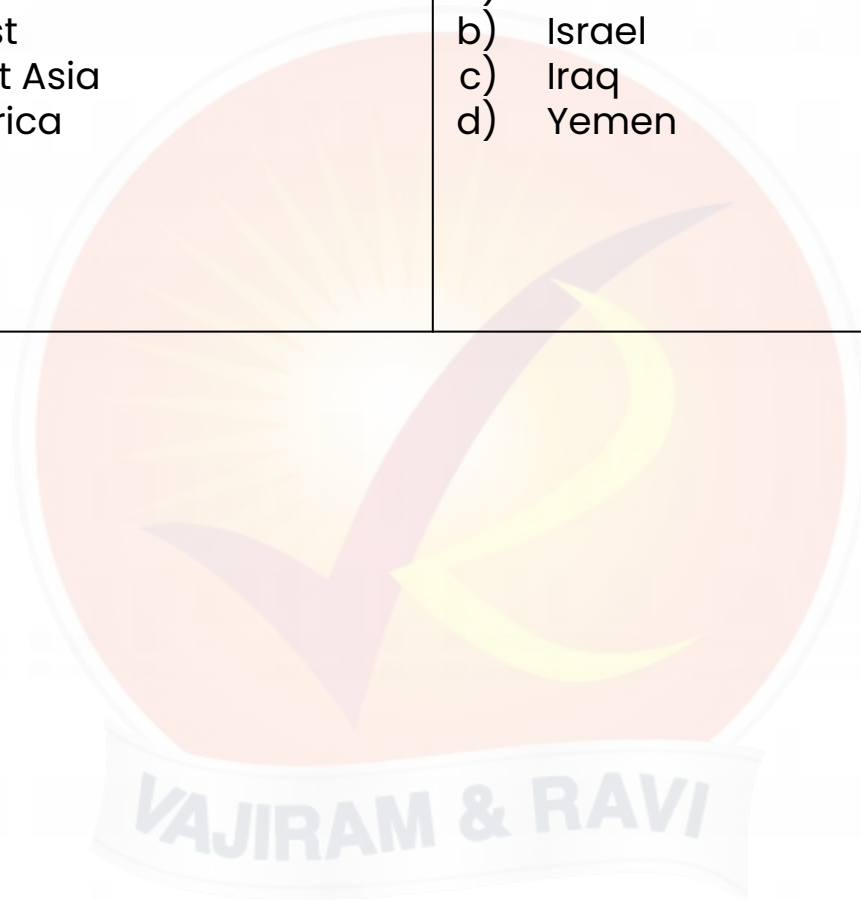 st
t Asia
rica
b) Israel
c) Iraq
d) Yemen
VAJIRAM & RAVI